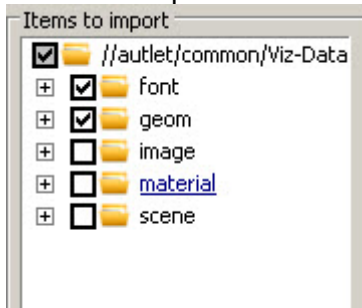 Items to import
//autlet/common/Viz-Data
font
geom
image
material
scene